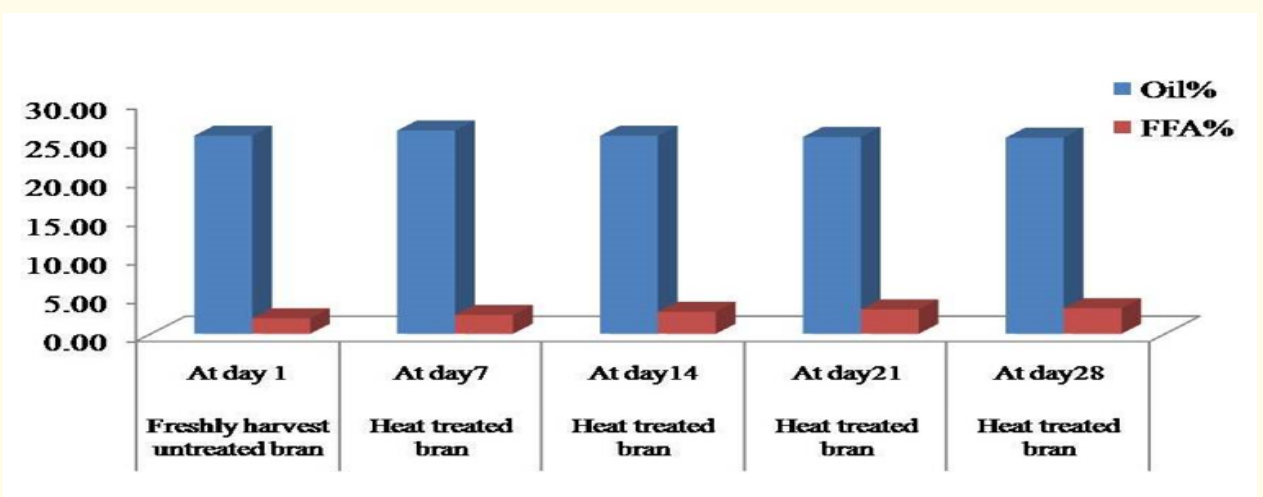 Oil%
FFA%
30.00
25.00
20.00
15.00
10.00
5.00
0.00
At day 1 At day7 At day14 At day21 At day28
Freshly harvest Heat treated Heat treated Heat treated Heat treated
untreated bran bran bran bran bran